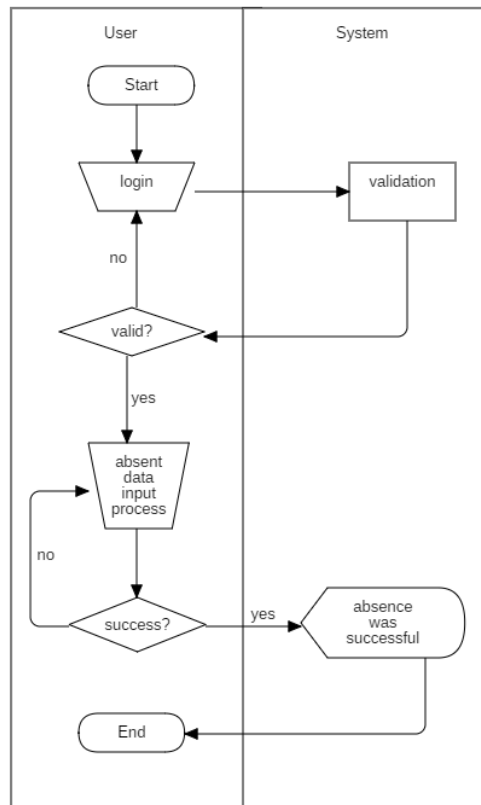 User
System
Start
login
validation
no
valid?
yes
absent
data
input
process
no
success?
yes
absence
was
successful
End